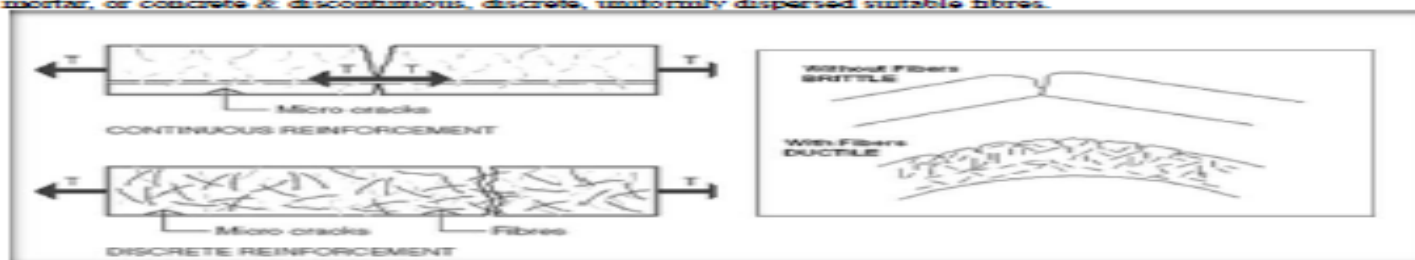 mortar, or concrete & discontinuous, discrete, uniformly dispersed suitable fibres.
T T T T
Micro cracks
CONTINUOUS REINFORCEMENT
T T
Micro cracks Fibres
DISCRETE REINFORCEMENT
Without Fibers
BRITTLE
With Fibers
DUCTILE